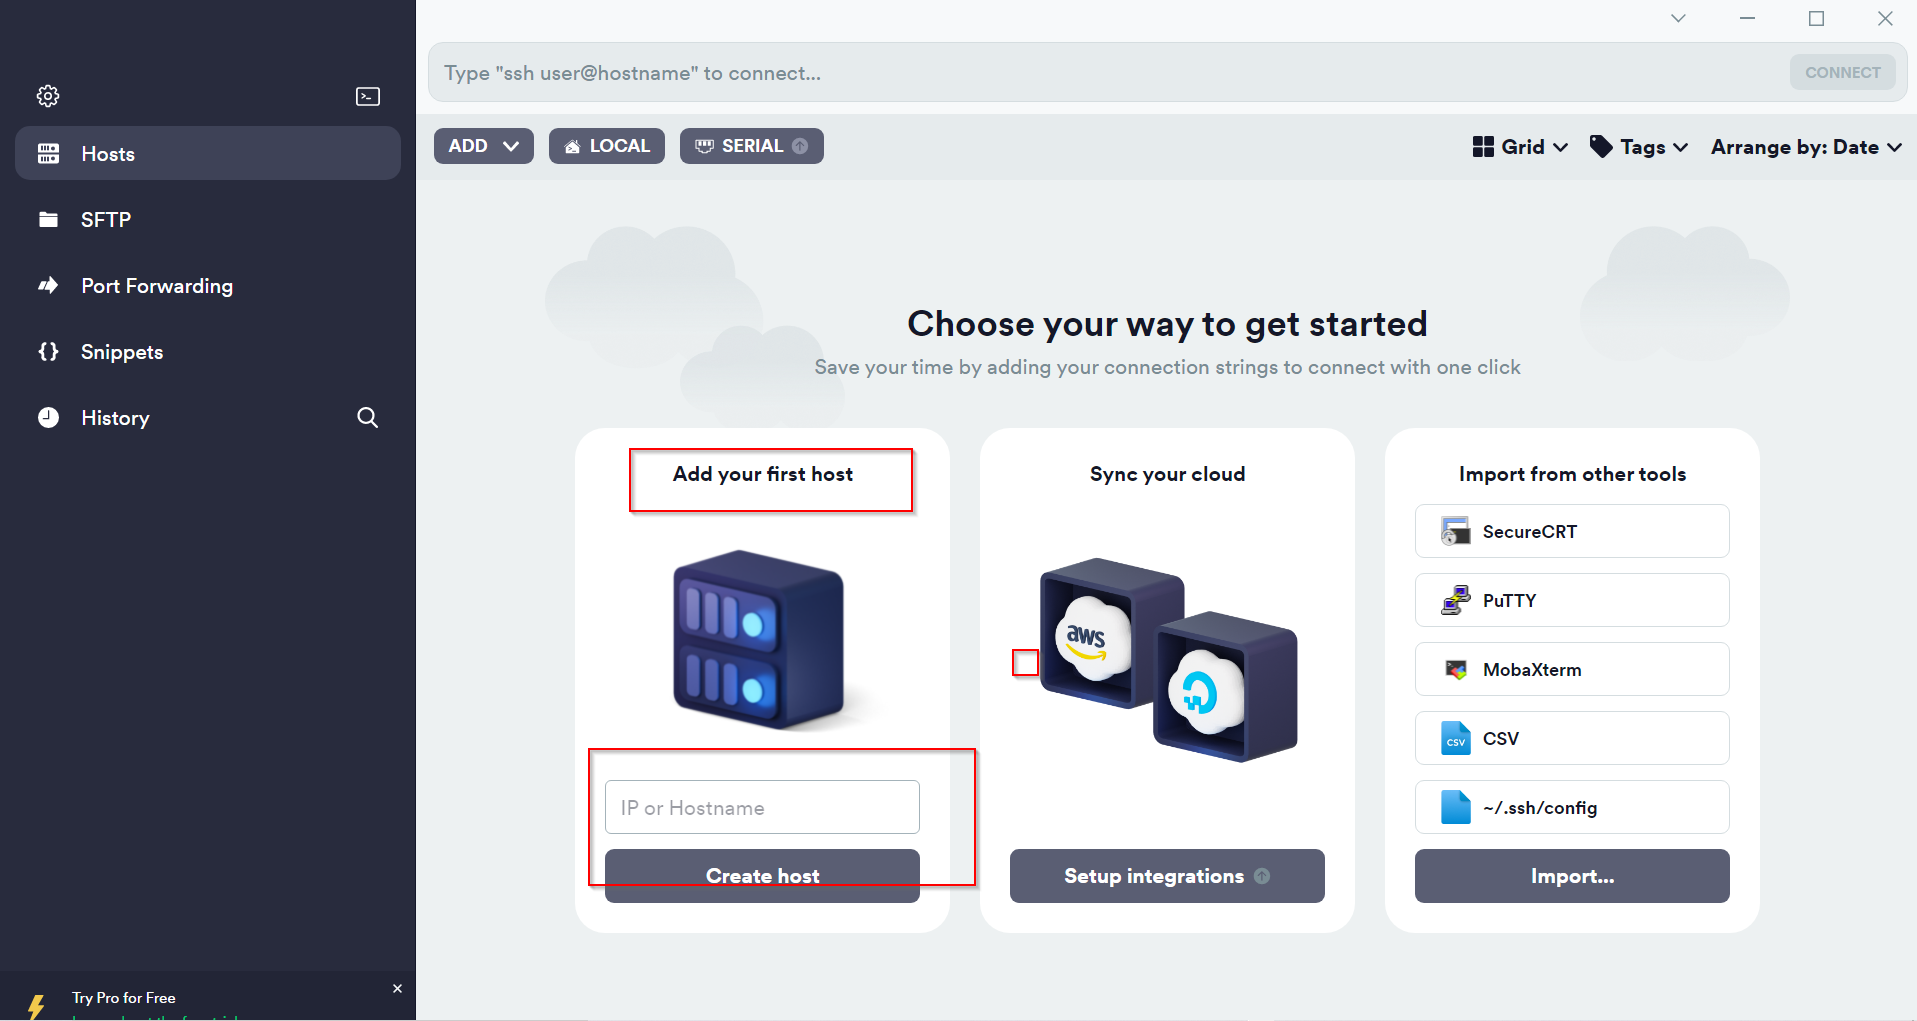 Type "ssh user@hostname" to connect...
CONNECT
ADD
LOCAL
SERIAL
Grid
Tags
Arrange by: Date
Hosts
SFTP
Port Forwarding
Snippets
History
Choose your way to get started
Save your time by adding your connection strings to connect with one click
Add your first host
IP or Hostname
Create host
Sync your cloud
aws
Setup integrations
Import from other tools
SecureCRT
PuTTY
MobaXterm
CSV
CSV
~/.ssh/config
Import...
Try Pro for Free